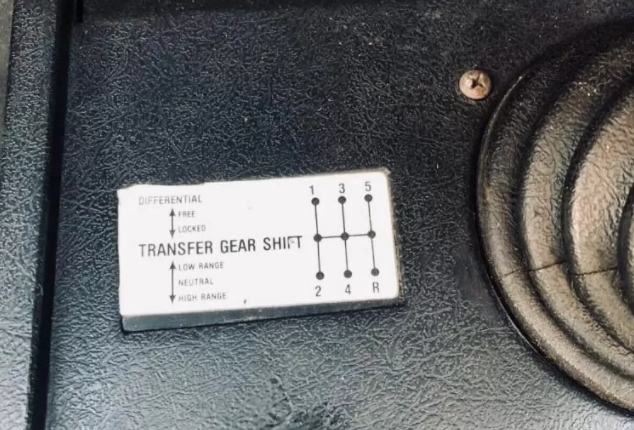 DIFFERENTIAL
FREE
LOCKED
TRANSFER GEAR SHIFT
LOW RANGE
NEUTRAL
HIGH RANGE
1 3 5
2 4 R